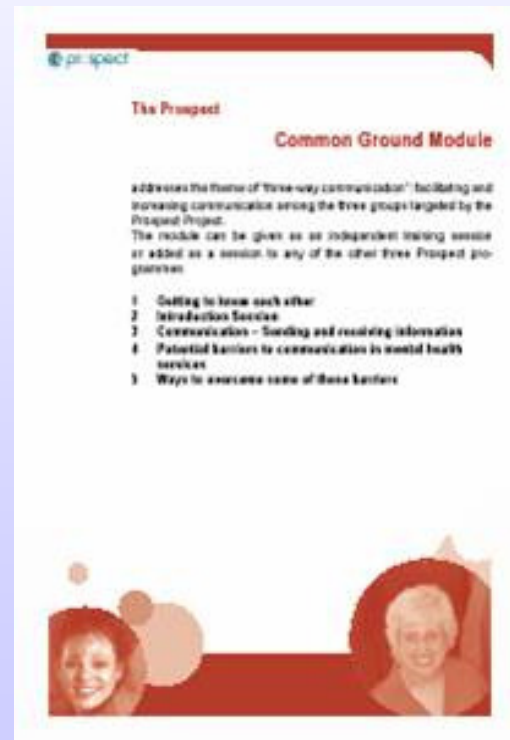 prospect
The Prospect
Common Ground Module
addresses the theme of "three-way communication": facilitating and
increasing communication among the three groups targeted by the
Prospect Project.
The module can be given as an independent training session
or added as a session to any of the other three Prospect pro-
grammes
1 Getting to know each other
2 Introduction Session
3 Communication – Sending and receiving information
4 Potential barriers to communication in mental health
services
5 Ways to overcome some of these barriers